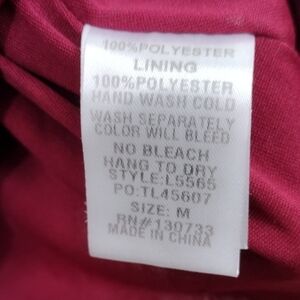 100%POLYESTER
LINING
100%POLYESTER
HAND WASH COLD
WASH SEPARATELY
COLOR WILL BLEED
NO BLEACH
HANG TO DRY
STYLE:L5565
PO:TL45607
SIZE: M
RN#130733
MADE IN CHINA